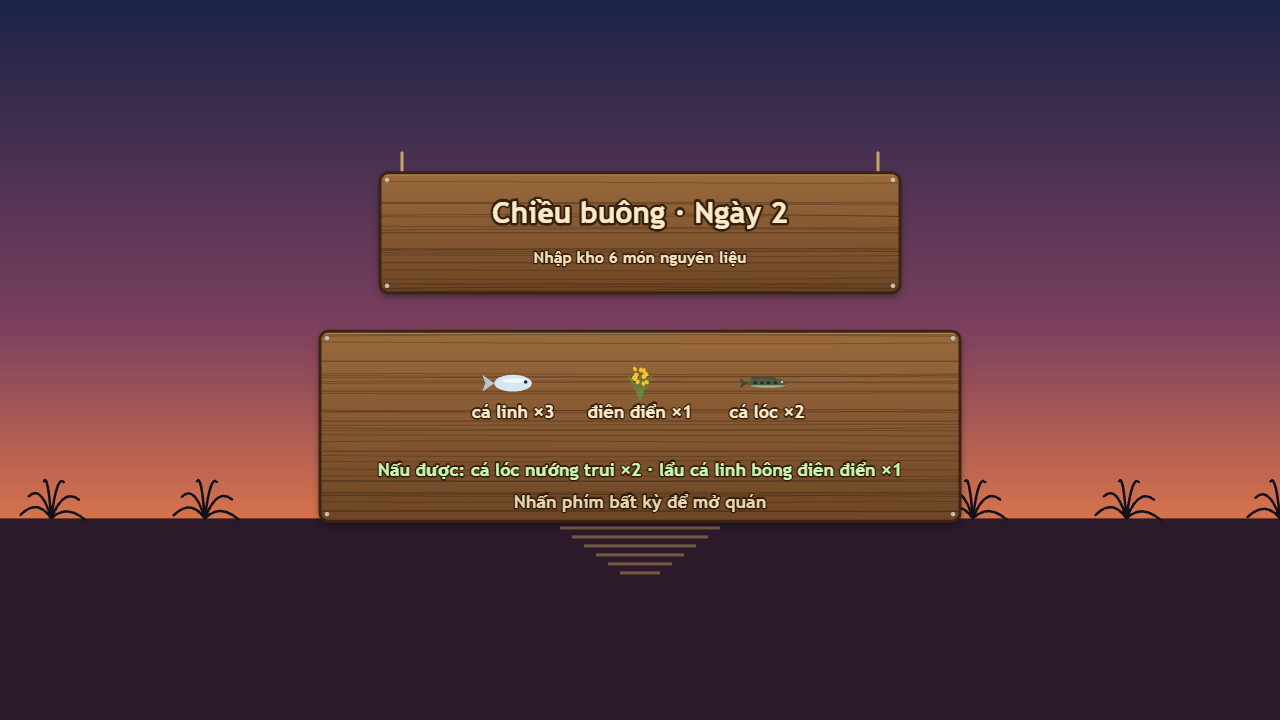 Chiều buông · Ngày 2
Nhập kho 6 món nguyên liệu
cá linh ×3 điên điển ×1 cá lóc ×2
Nấu được: cá lóc nướng trui ×2 · lẩu cá linh bông điên điển ×1
Nhấn phím bất kỳ để mở quán